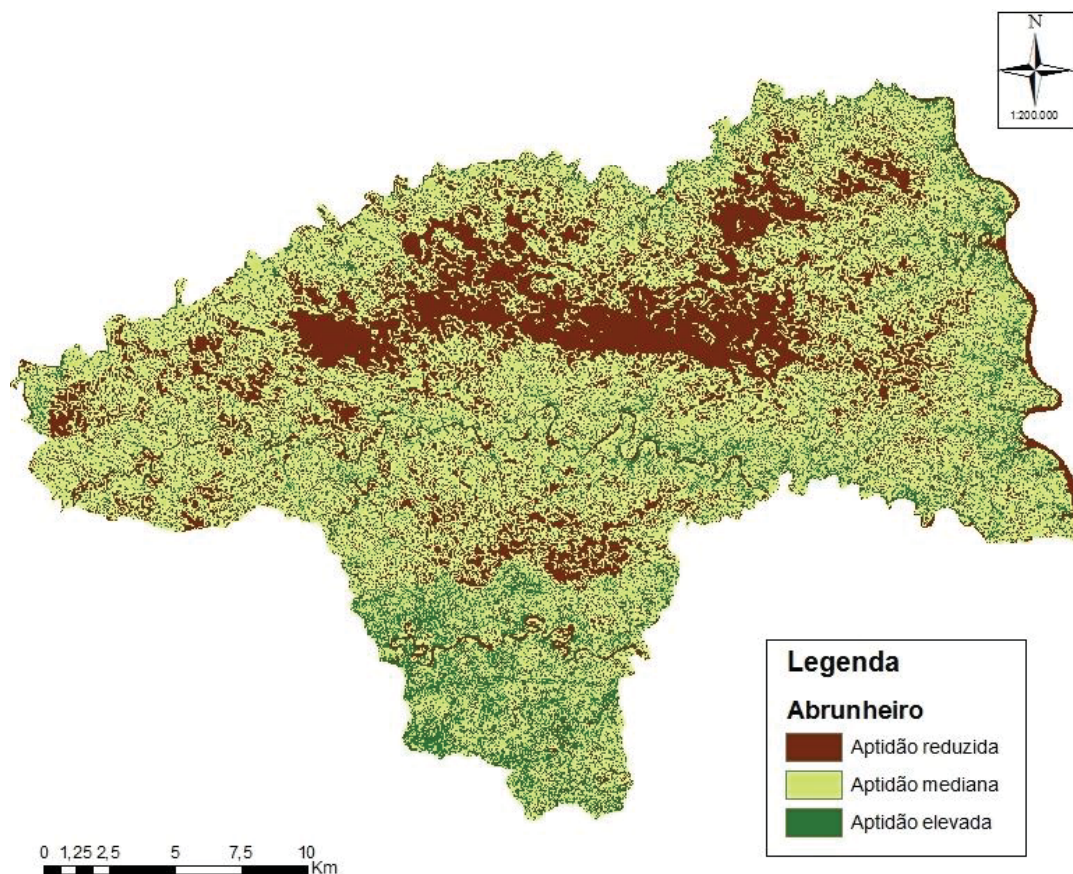 N
1:200.000
Legenda
Abrunheiro
Aptidão reduzida
Aptidão mediana
Aptidão elevada
0 1,25 2,5 5 7,5 10
Km